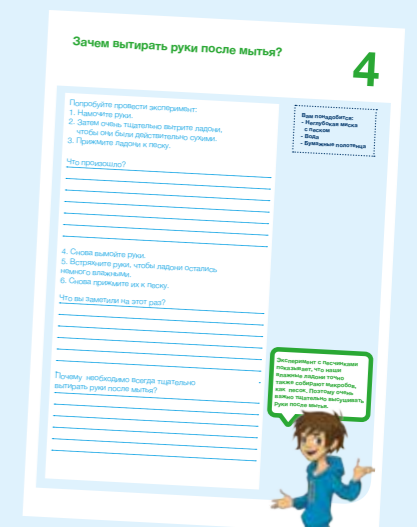 Зачем вытирать руки после мытья?
4
Попробуйте провести эксперимент:
1. Намочите руки.
2. Затем очень тщательно вытрите ладони,
чтобы они были действительно сухими.
3. Прижмите ладони к песку.
Что произошло?
4. Снова вымойте руки.
5. Встряхните руки, чтобы ладони остались
немного влажными.
6. Снова прижмите их к песку.
Что вы заметили на этот раз?
Почему необходимо всегда тщательно
вытирать руки после мытья?
Вам понадобится:
- Неглубокая миска
с песком
- Вода
- Бумажные полотенца
Эксперимент с песчинками
показывает, что наши
влажные ладони точно
также собирают микробов,
как песок. Поэтому очень
важно тщательно высушивать
Руки после мытья.